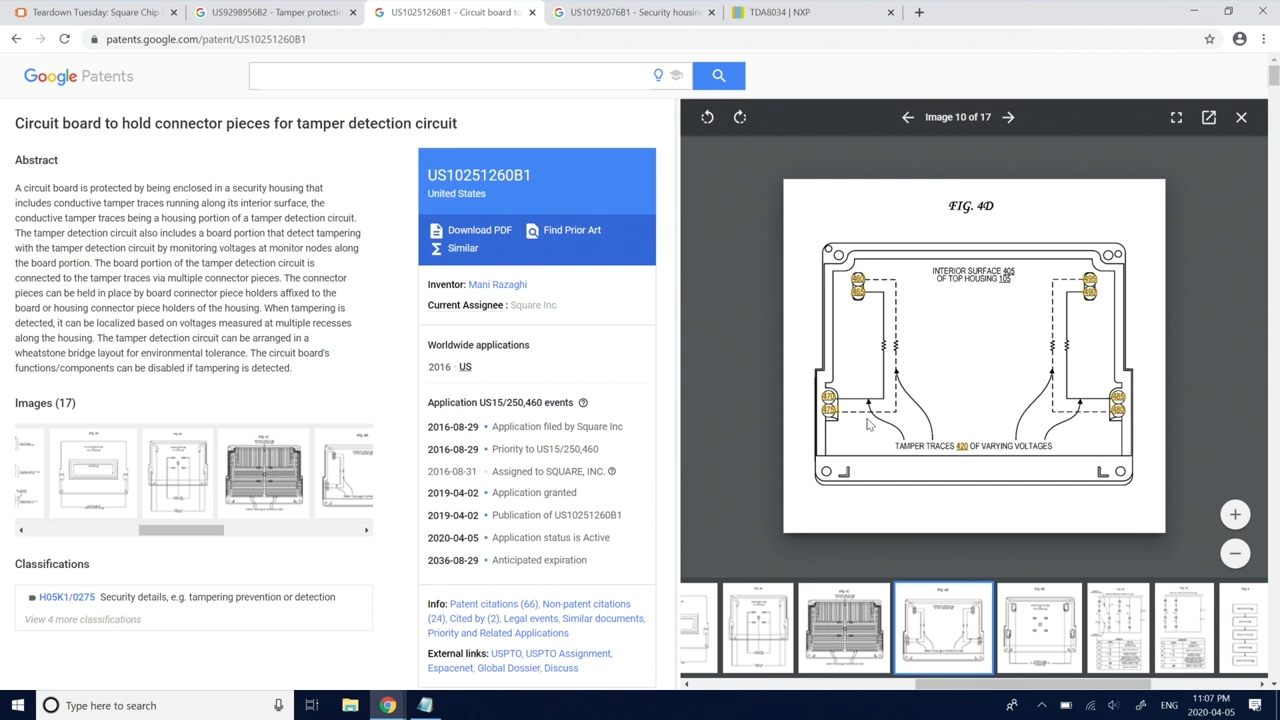 Teardown Tuesday: Square Chip a
US9298956B2 - Tamper protectio
US10251260B1 - Circuit board to
US10192076B1 - Security housin
TDA8034 | NXP
patents.google.com/patent/US10251260B1
Google Patents
Circuit board to hold connector pieces for tamper detection circuit
Abstract
A circuit board is protected by being enclosed in a security housing that
includes conductive tamper traces running along its interior surface, the
conductive tamper traces being a housing portion of a tamper detection circuit.
The tamper detection circuit also includes a board portion that detect tampering
with the tamper detection circuit by monitoring voltages at monitor nodes along
the board portion. The board portion of the tamper detection circuit is
connected to the tamper traces via multiple connector pieces. The connector
pieces can be held in place by board connector piece holders affixed to the
board or housing connector piece holders of the housing. When tampering is
detected, it can be localized based on voltages measured at multiple recesses
along the housing. The tamper detection circuit can be arranged in a
wheatstone bridge layout for environmental tolerance. The circuit board's
functions/components can be disabled if tampering is detected.
Images (17)
Classifications
H05K1/0275 Security details, e.g. tampering prevention or detection
View 4 more classifications
US10251260B1
United States
Download PDF
Find Prior Art
Similar
Inventor: Mani Razaghi
Current Assignee : Square Inc
Worldwide applications
2016 · US
Application US15/250,460 events
2016-08-29 • Application filed by Square Inc
2016-08-29 • Priority to US15/250,460
2016-08-31 • Assigned to SQUARE, INC.
2019-04-02 • Application granted
2019-04-02 • Publication of US10251260B1
2020-04-05 • Application status is Active
2036-08-29 • Anticipated expiration
Info: Patent citations (66), Non-patent citations
(24), Cited by (2), Legal events, Similar documents,
Priority and Related Applications
External links: USPTO, USPTO Assignment,
Espacenet, Global Dossier, Discuss
Image 10 of 17
FIG. 4D
INTERIOR SURFACE 405
OF TOP HOUSING 105
470
475
485
480
TAMPER TRACES 420 OF VARYING VOLTAGES
Type here to search
ENG
11:07 PM
2020-04-05